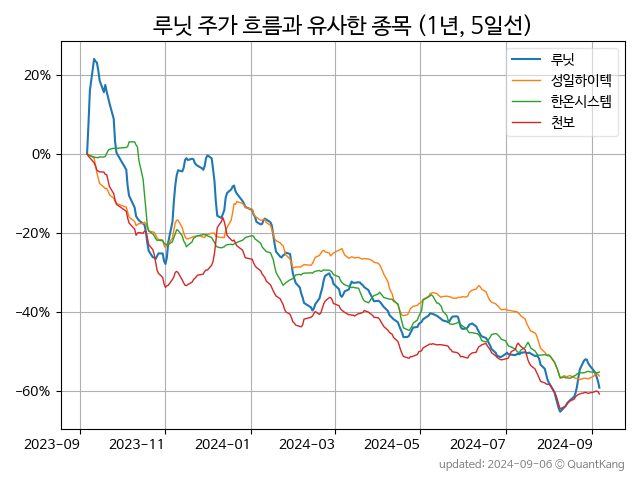 루닛 주가 흐름과 유사한 종목 (1년, 5일선)
루닛
성일하이텍
한온시스템
천보
20%
0%
−20%
−40%
−60%
2023-09 2023-11 2024-01 2024-03 2024-05 2024-07 2024-09
updated: 2024-09-06 © QuantKang